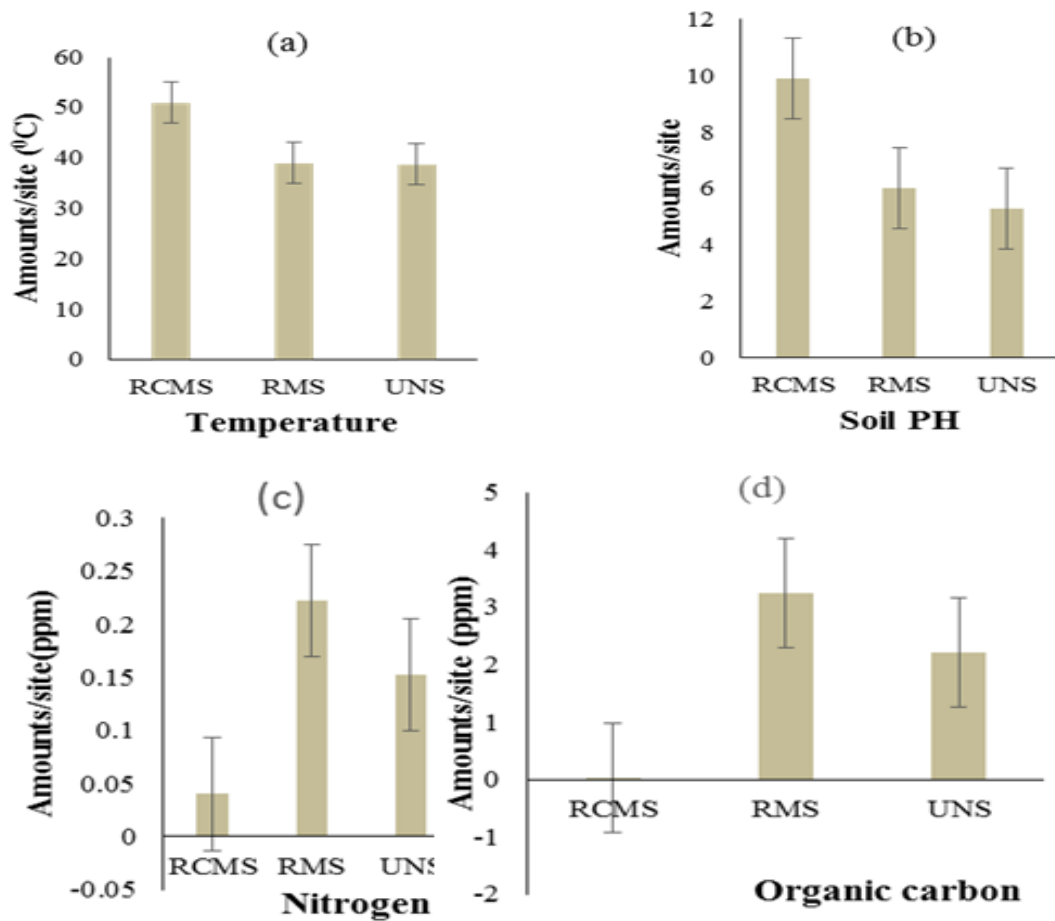 (a)
Amounts/site (⁰C)
60
50
40
30
20
10
0
RCMS RMS UNS
Temperature
(b)
Amounts/site
12
10
8
6
4
2
0
RCMS RMS UNS
Soil PH
(c)
Amounts/site(ppm)
0.3
0.25
0.2
0.15
0.1
0.05
0
-0.05
RCMS RMS UNS
Nitrogen
(d)
Amounts/site (ppm)
5
4
3
2
1
0
-1
-2
RCMS RMS UNS
Organic carbon